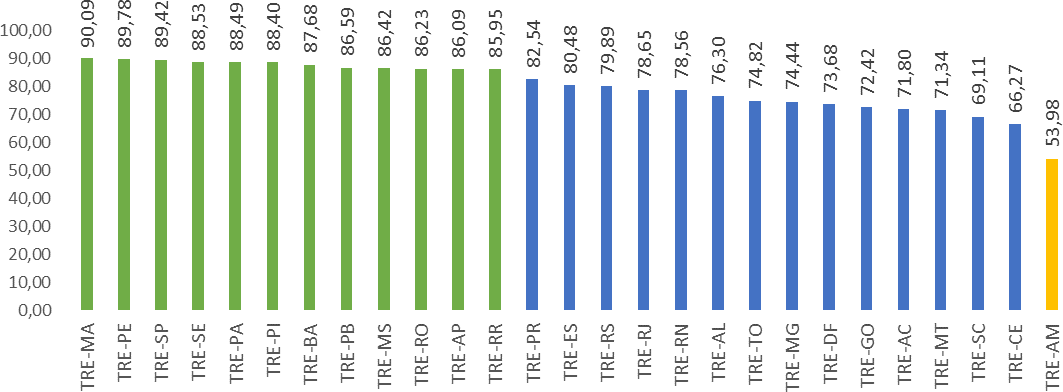 100,00
90,00
80,00
70,00
60,00
50,00
40,00
30,00
20,00
10,00
0,00
90,09
89,78
89,42
88,53
88,49
88,40
87,68
86,59
86,42
86,23
86,09
85,95
82,54
80,48
79,89
78,65
78,56
76,30
74,82
74,44
73,68
72,42
71,80
71,34
69,11
66,27
53,98
TRE-MA
TRE-PE
TRE-SP
TRE-SE
TRE-PA
TRE-PI
TRE-BA
TRE-PB
TRE-MS
TRE-RO
TRE-AP
TRE-RR
TRE-PR
TRE-ES
TRE-RS
TRE-RJ
TRE-RN
TRE-AL
TRE-TO
TRE-MG
TRE-DF
TRE-GO
TRE-AC
TRE-MT
TRE-SC
TRE-CE
TRE-AM